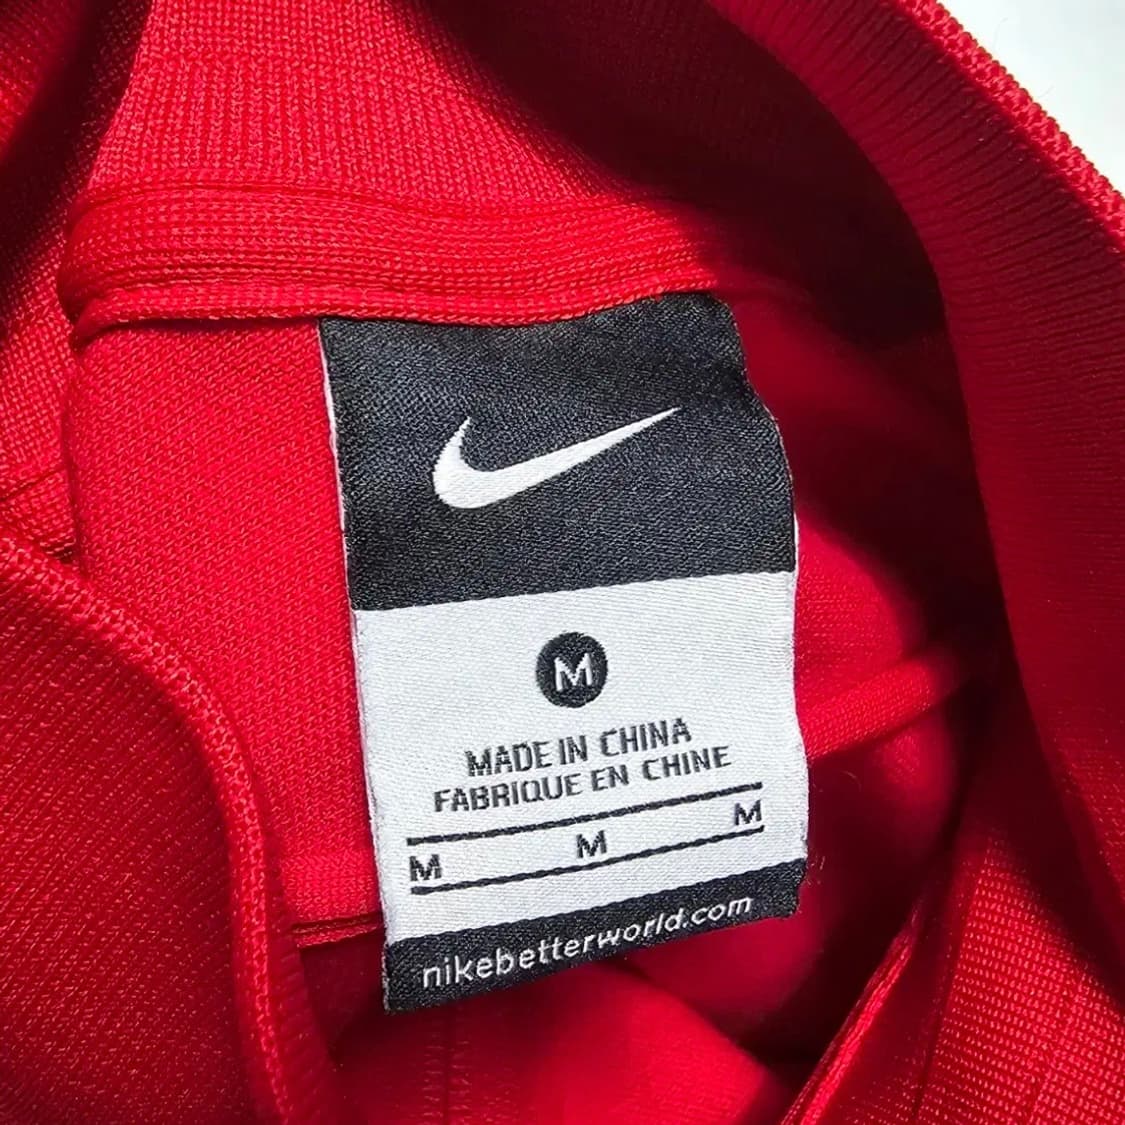 M
MADE IN CHINA
FABRIQUE EN CHINE
M M M
nikebetterworld.com